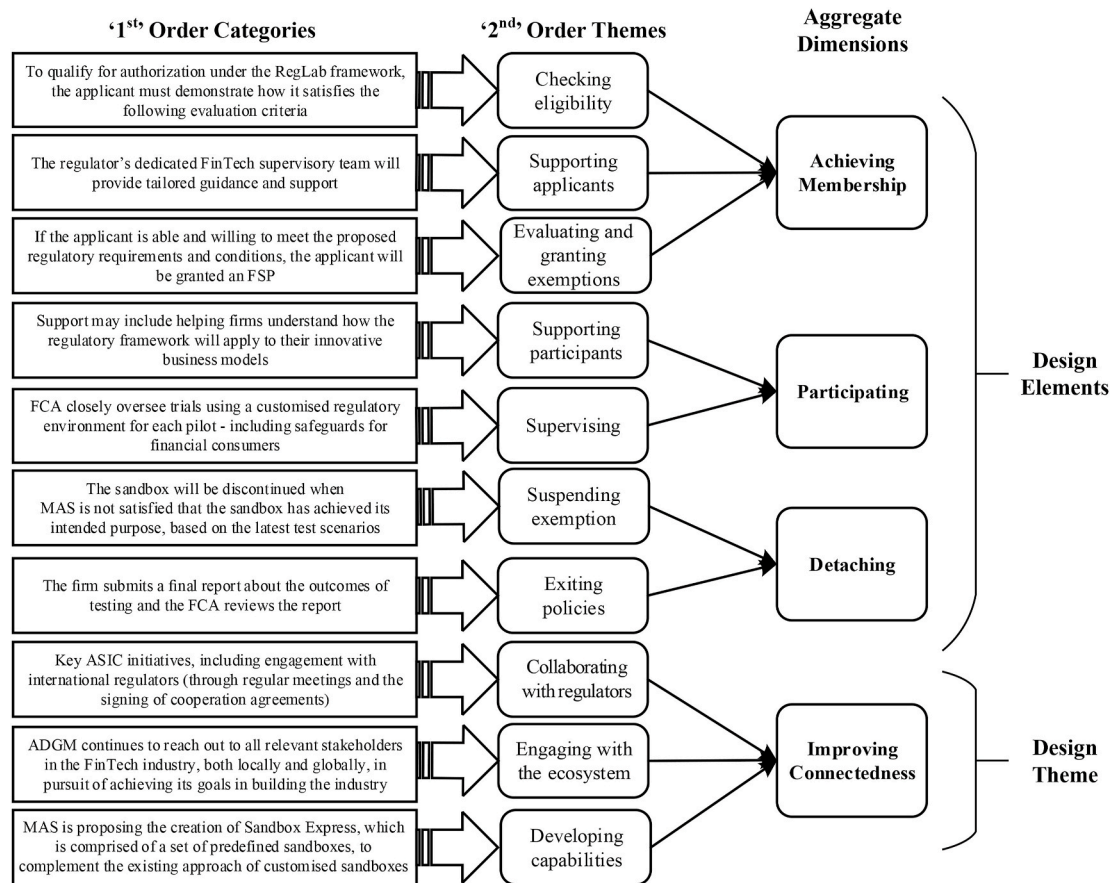 ‘1st’ Order Categories
‘2nd’ Order Themes
Aggregate
Dimensions
To qualify for authorization under the RegLab framework,
the applicant must demonstrate how it satisfies the
following evaluation criteria
Checking
eligibility
The regulator’s dedicated FinTech supervisory team will
provide tailored guidance and support
Supporting
applicants
If the applicant is able and willing to meet the proposed
regulatory requirements and conditions, the applicant will
be granted an FSP
Evaluating and
granting
exemptions
Achieving
Membership
Support may include helping firms understand how the
regulatory framework will apply to their innovative
business models
Supporting
participants
FCA closely oversee trials using a customised regulatory
environment for each pilot - including safeguards for
financial consumers
Supervising
Participating
The sandbox will be discontinued when
MAS is not satisfied that the sandbox has achieved its
intended purpose, based on the latest test scenarios
Suspending
exemption
The firm submits a final report about the outcomes of
testing and the FCA reviews the report
Exiting
policies
Detaching
Design
Elements
Key ASIC initiatives, including engagement with
international regulators (through regular meetings and the
signing of cooperation agreements)
Collaborating
with regulators
ADGM continues to reach out to all relevant stakeholders
in the FinTech industry, both locally and globally, in
pursuit of achieving its goals in building the industry
Engaging with
the ecosystem
MAS is proposing the creation of Sandbox Express, which
is comprised of a set of predefined sandboxes, to
complement the existing approach of customised sandboxes
Developing
capabilities
Improving
Connectedness
Design
Theme